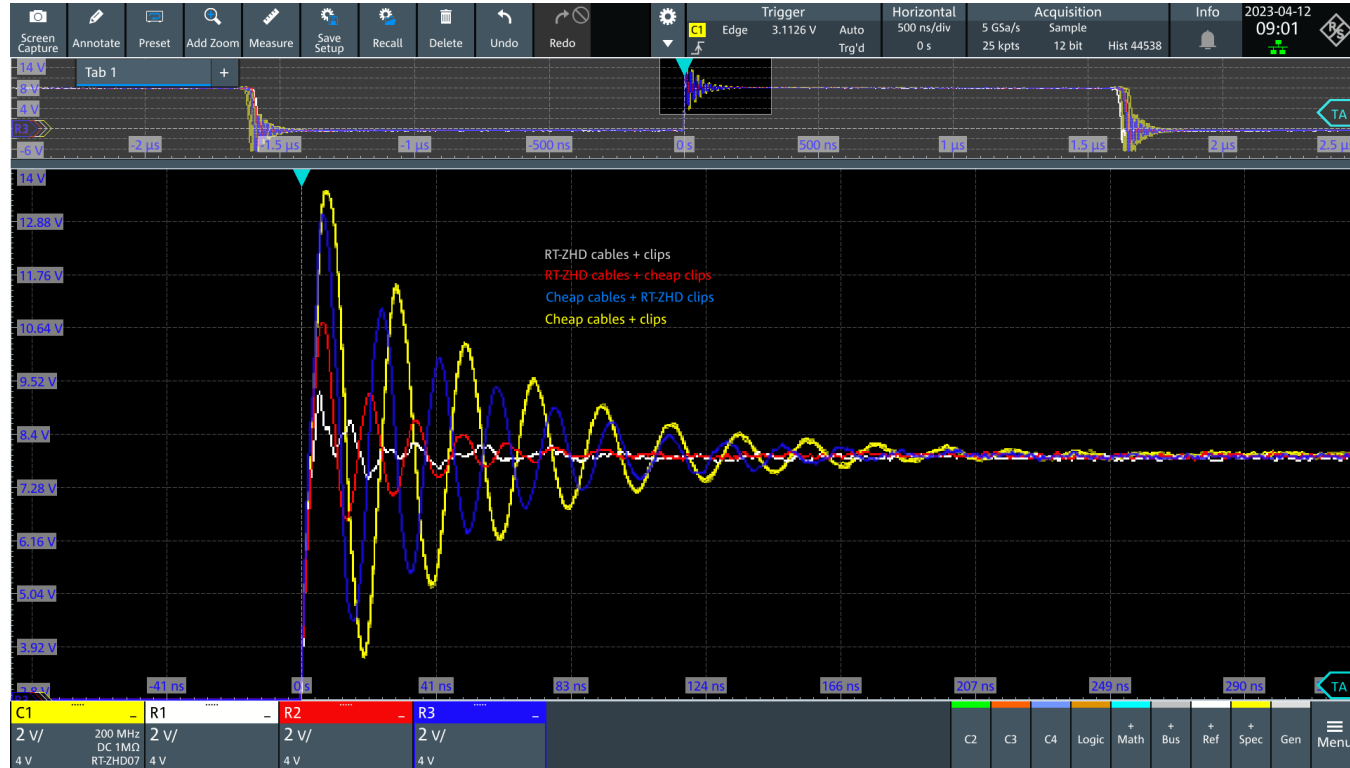 Screen Capture
Annotate
Preset
Add Zoom
Measure
Save Setup
Recall
Delete
Undo
Redo
Trigger
C1 Edge 3.1126 V Auto
Trg'd
Horizontal
500 ns/div
0 s
Acquisition
5 GSa/s Sample
25 kpts 12 bit Hist 44538
Info
2023-04-12
09:01
R&S
14 V
Tab 1 +
8 V
4 V
R3
TA
-6 V
-2 µs -1.5 µs -1 µs -500 ns 0 s 500 ns 1 µs 1.5 µs 2 µs 2.5 µ
14 V
12.88 V
RT-ZHD cables + clips
11.76 V
RT-ZHD cables + cheap clips
Cheap cables + RT-ZHD clips
Cheap cables + clips
10.64 V
9.52 V
8.4 V
7.28 V
6.16 V
5.04 V
3.92 V
2.8 V
-41 ns 0 s 41 ns 83 ns 124 ns 166 ns 207 ns 249 ns 290 ns
TA
C1 R1 R2 R3
2 V/ 200 MHz 2 V/ 2 V/ 2 V/
DC 1MΩ
4 V RT-ZHD07 4 V 4 V 4 V
C2 C3 C4 Logic + Math + Bus + Ref + Spec Gen Menu